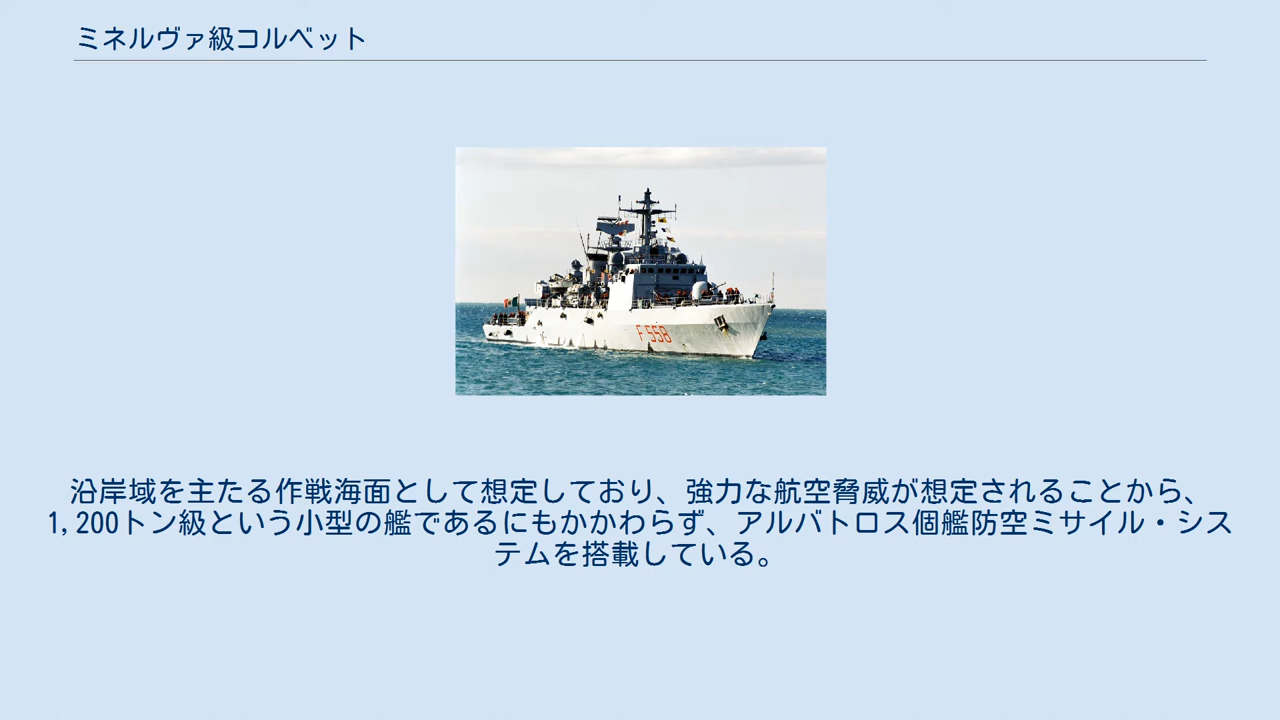 ミネルヴァ級コルベット
F 558
沿岸域を主たる作戦海面として想定しており、強力な航空脅威が想定されることから、
1,200トン級という小型の艦であるにもかかわらず、アルバトロス個艦防空ミサイル・シス
テムを搭載している。